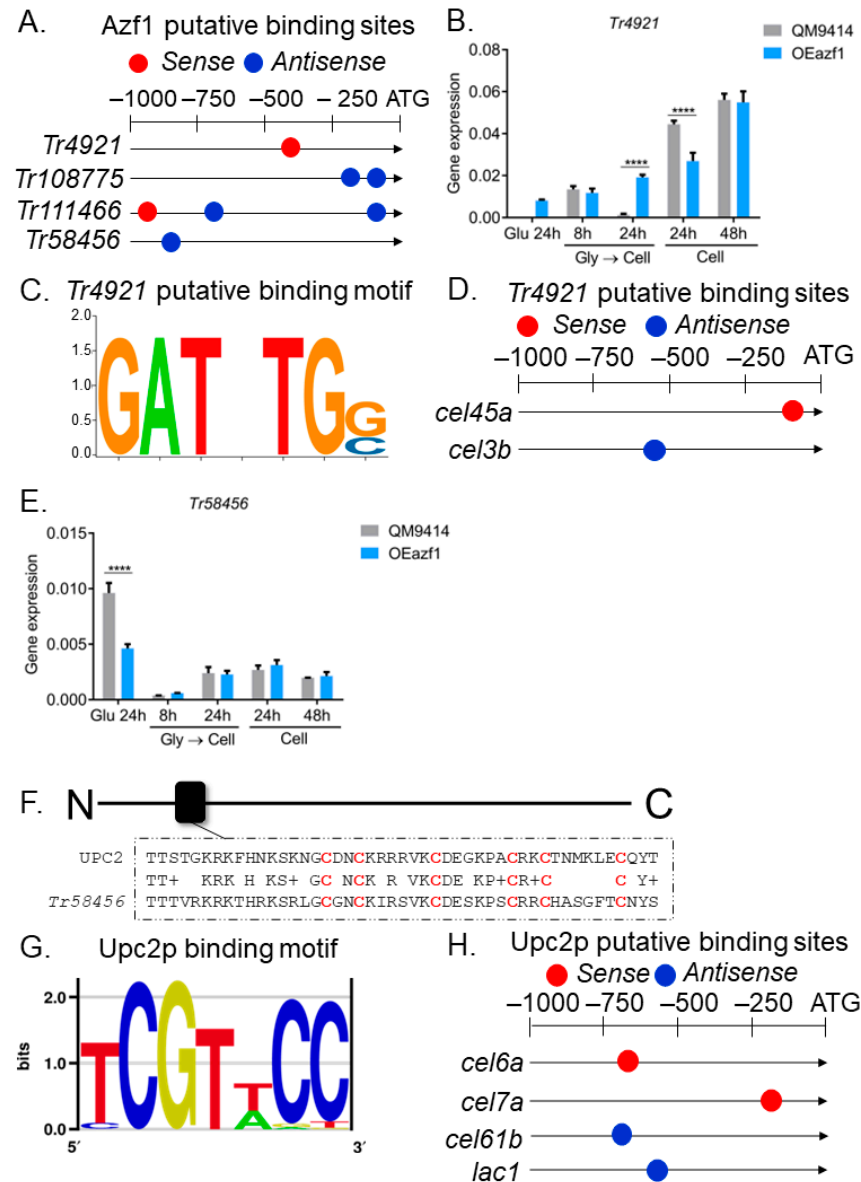 A. Azf1 putative binding sites
Sense Antisense
–1000 –750 –500 –250 ATG
Tr4921
Tr108775
Tr111466
Tr58456
B. Tr4921
QM9414
OEazf1
Gene expression
0.08
0.06
0.04
0.02
0.00
**** ****
Glu 24h 8h 24h 24h 48h
Gly → Cell Cell
C. Tr4921 putative binding motif
2.0
1.5
1.0
0.5
0.0
GAT TGG
C
D. Tr4921 putative binding sites
Sense Antisense
–1000 –750 –500 –250 ATG
cel45a
cel3b
E. Tr58456
QM9414
OEazf1
Gene expression
0.015
0.010
0.005
0.000
****
Glu 24h 8h 24h 24h 48h
Gly → Cell Cell
F. N C
UPC2 TTSTGKRKFHNKSKNGCDNCKRRRVKCDEGKPACRKCTNMKLECQYT
TT+ KRK H KS+ GC NCK R VKCDE KP+CR+C C Y+
Tr58456 TTTVRKRKTHRKSRLGCGNCKIRSVKCDESKPSCRRCHASGFTCNYS
G. Upc2p binding motif
bits
2.0
1.0
0.0
TCGTTCC
C A T
5′ 3′
H. Upc2p putative binding sites
Sense Antisense
–1000 –750 –500 –250 ATG
cel6a
cel7a
cel61b
lac1